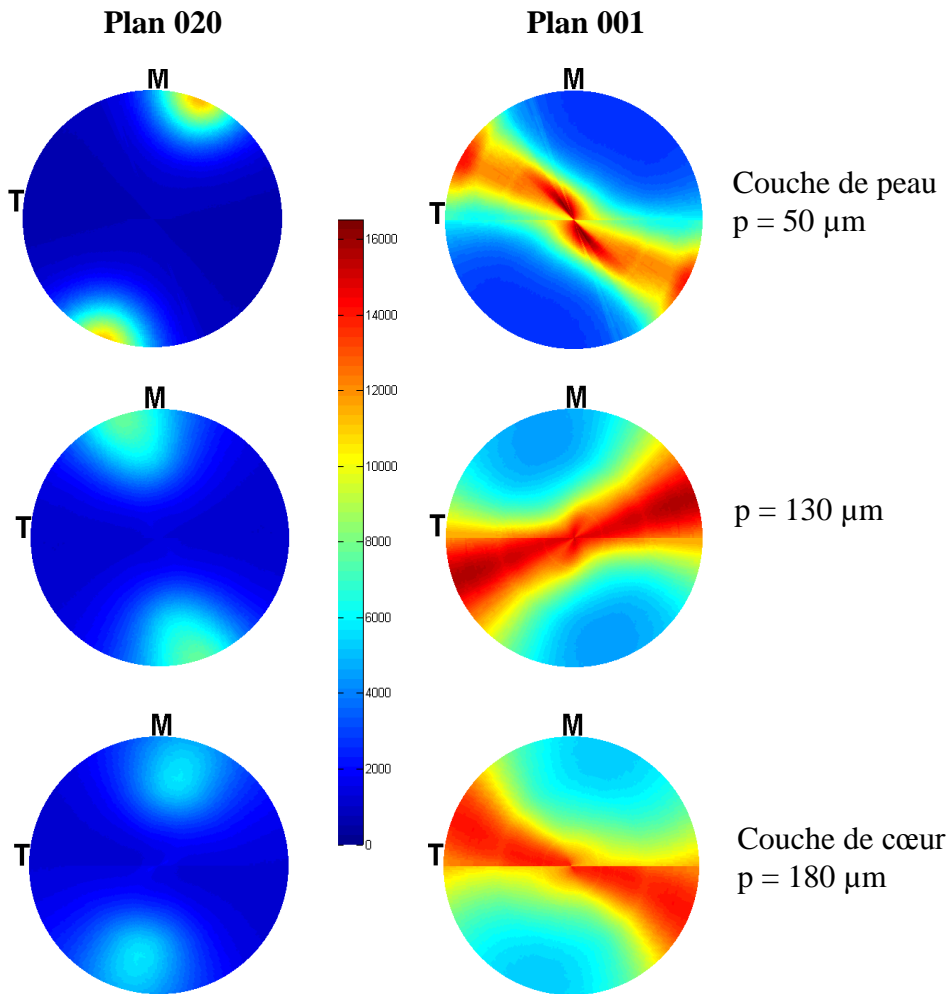 Plan 020
Plan 001
M
M
T
T
Couche de peau
p = 50 µm
16000
14000
12000
10000
8000
6000
4000
2000
0
M
M
T
T
p = 130 µm
M
M
T
T
Couche de cœur
p = 180 µm